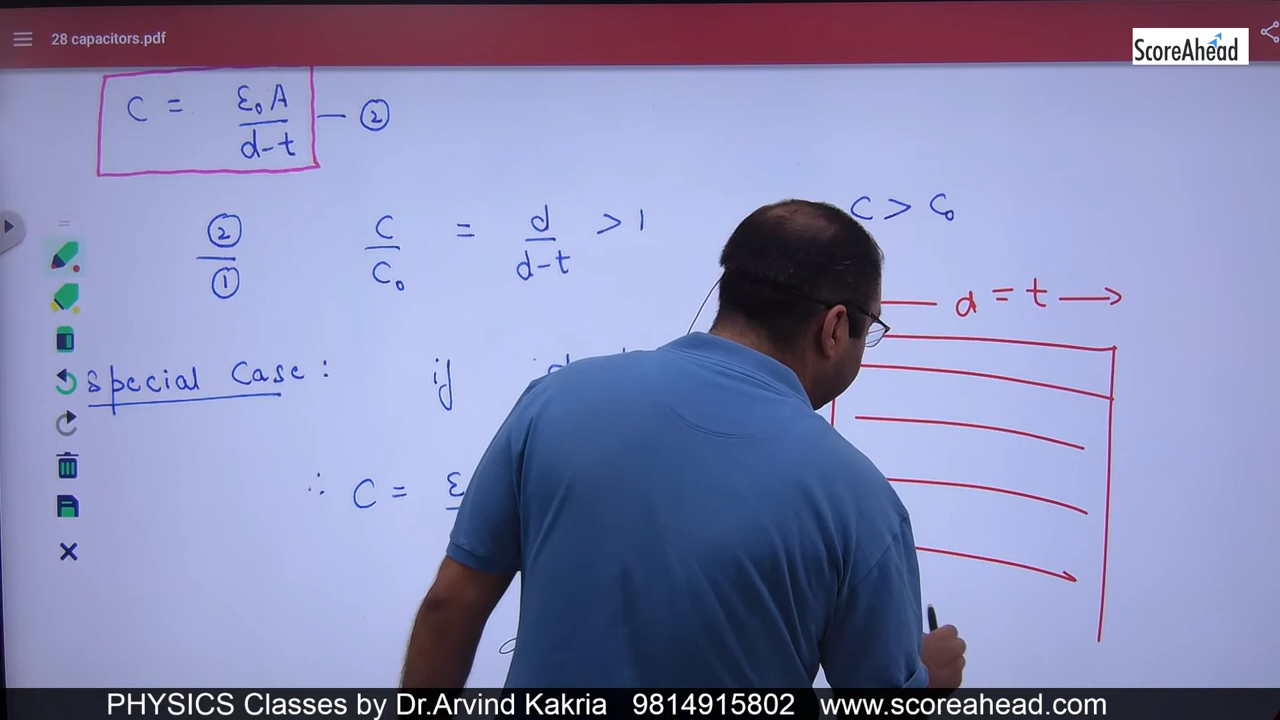 28 capacitors.pdf
ScoreAhead
C = ε₀A / d-t — ②
②/① C/C₀ = d/d-t > 1 C > C₀
d = t
Special Case : if
∴ C = ε
PHYSICS Classes by Dr.Arvind Kakria 9814915802 www.scoreahead.com